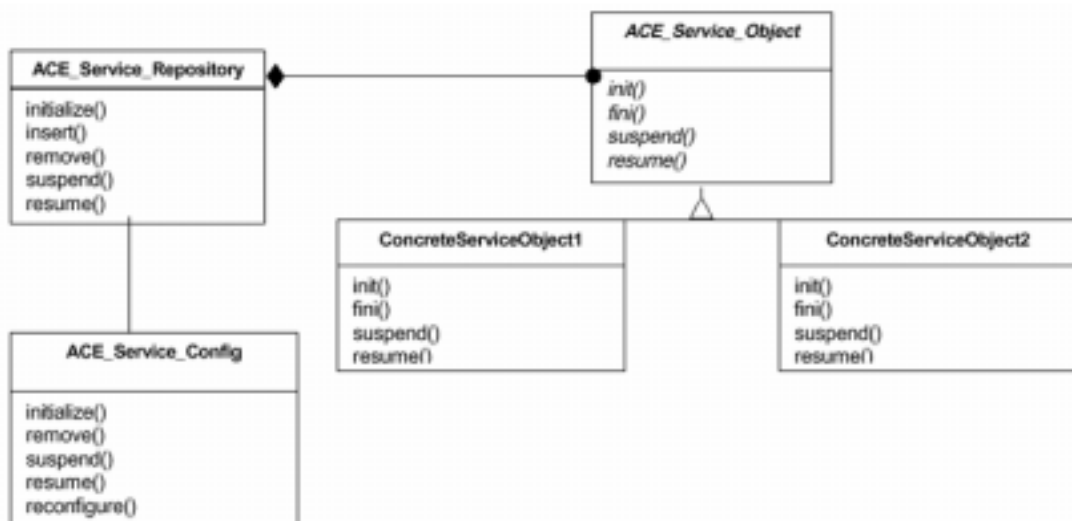 ACE_Service_Object
init()
fini()
suspend()
resume()
ACE_Service_Repository
initialize()
insert()
remove()
suspend()
resume()
ConcreteServiceObject1
init()
fini()
suspend()
resume()
ConcreteServiceObject2
init()
fini()
suspend()
resume()
ACE_Service_Config
initialize()
remove()
suspend()
resume()
reconfigure()